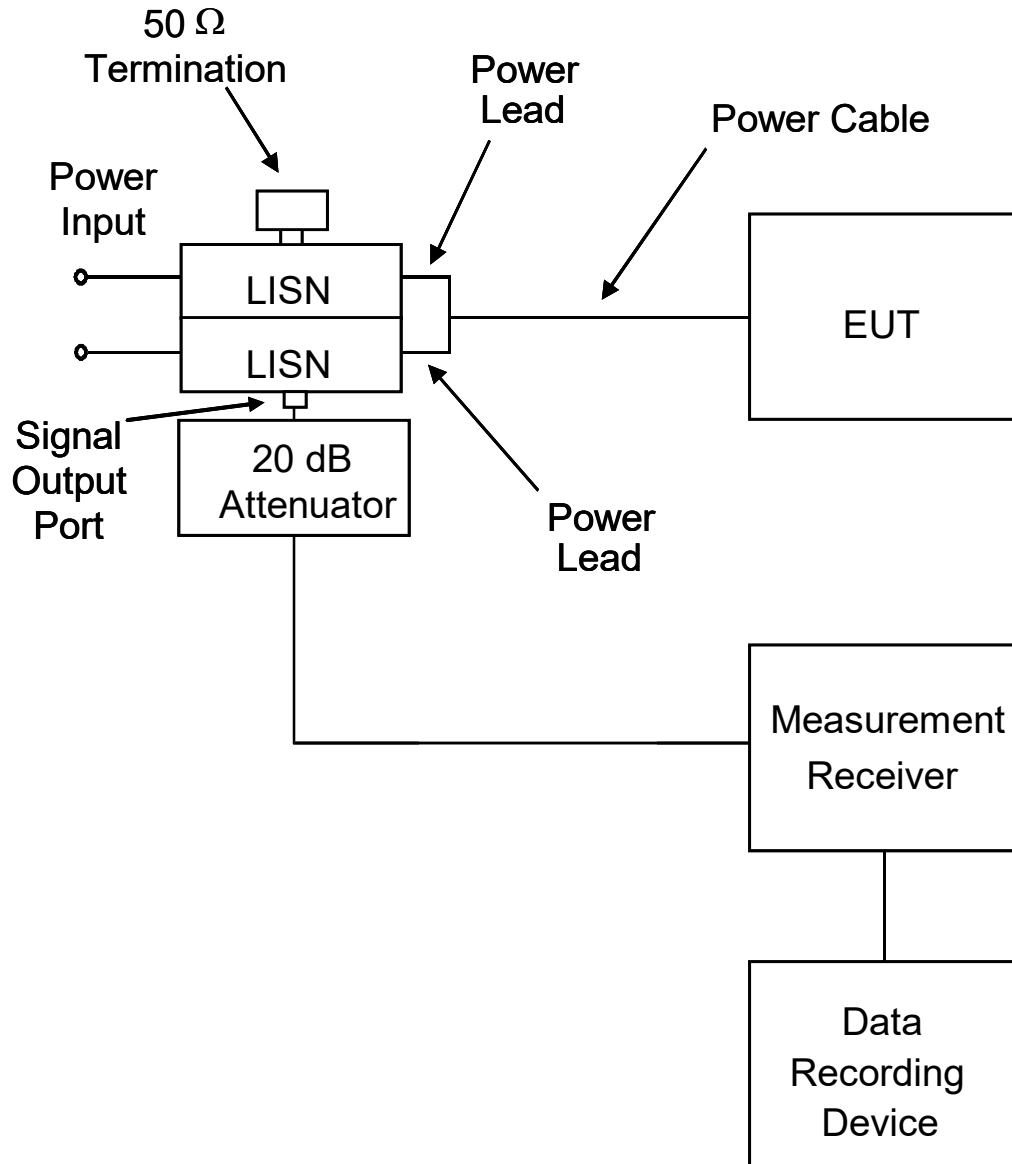 50 Ω
Termination
Power
Lead
Power Cable
Power
Input
LISN
EUT
LISN
Signal
Output
Port
20 dB
Attenuator
Power
Lead
Measurement
Receiver
Data
Recording
Device